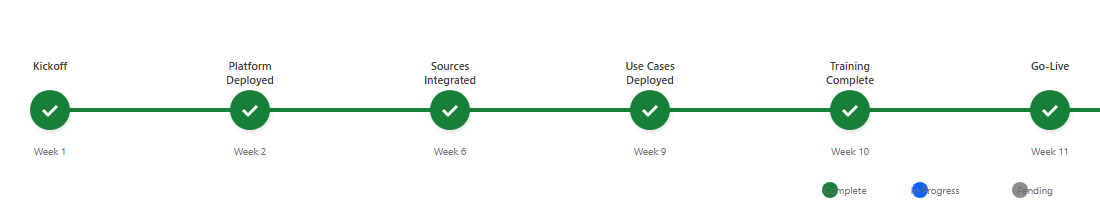 Kickoff
Platform
Deployed
Sources
Integrated
Use Cases
Deployed
Training
Complete
Go-Live
Week 1
Week 2
Week 6
Week 9
Week 10
Week 11
Complete
In Progress
Pending